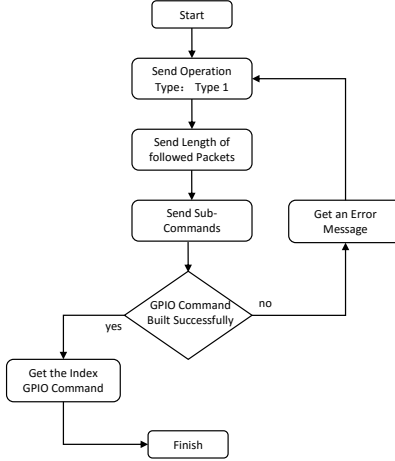 Start
Send Operation
Type： Type 1
Send Length of
followed Packets
Send Sub-
Commands
Get an Error
Message
GPIO Command
Built Successfully
no
yes
Get the Index
GPIO Command
Finish